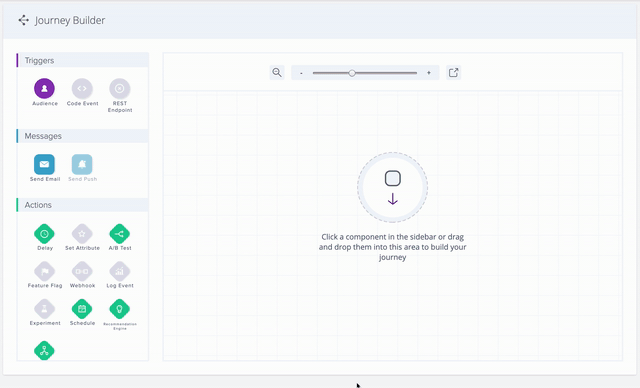 Journey Builder
Triggers
Audience
Code Event
REST
Endpoint
Messages
Send Email
Send Push
Actions
Delay
Set Attribute
A/B Test
Feature Flag
Webhook
Log Event
Experiment
Schedule
Recommendation
Engine
- +
Click a component in the sidebar or drag
and drop them into this area to build your
journey